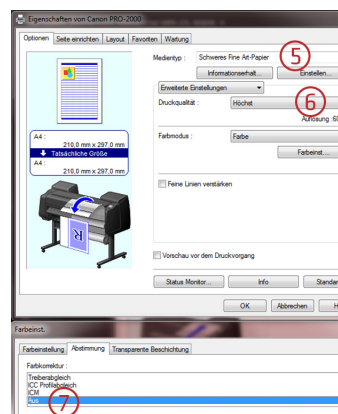 Eigenschaften von Canon PRO-2000
Optionen Seite einrichten Layout Favoriten Wartung
Medientyp : Schweres Fine Art-Papier
5
Informationserhalt... Einstellen...
Erweiterte Einstellungen
Druckqualität : Höchst
6
Auflösung :60
A4 :
210,0 mm x 297,0 mm
Tatsächliche Größe
A4 :
210,0 mm x 297,0 mm
Farbmodus : Farbe
Farbeinst...
Feine Linien verstärken
R
Vorschau vor dem Druckvorgang
Status Monitor... Info Standar
OK Abbrechen H
Farbeinst.
Farbeinstellung Abstimmung Transparente Beschichtung
Farbkorrektur :
Treiberabgleich
ICC Profilabgleich
ICM
Aus
7